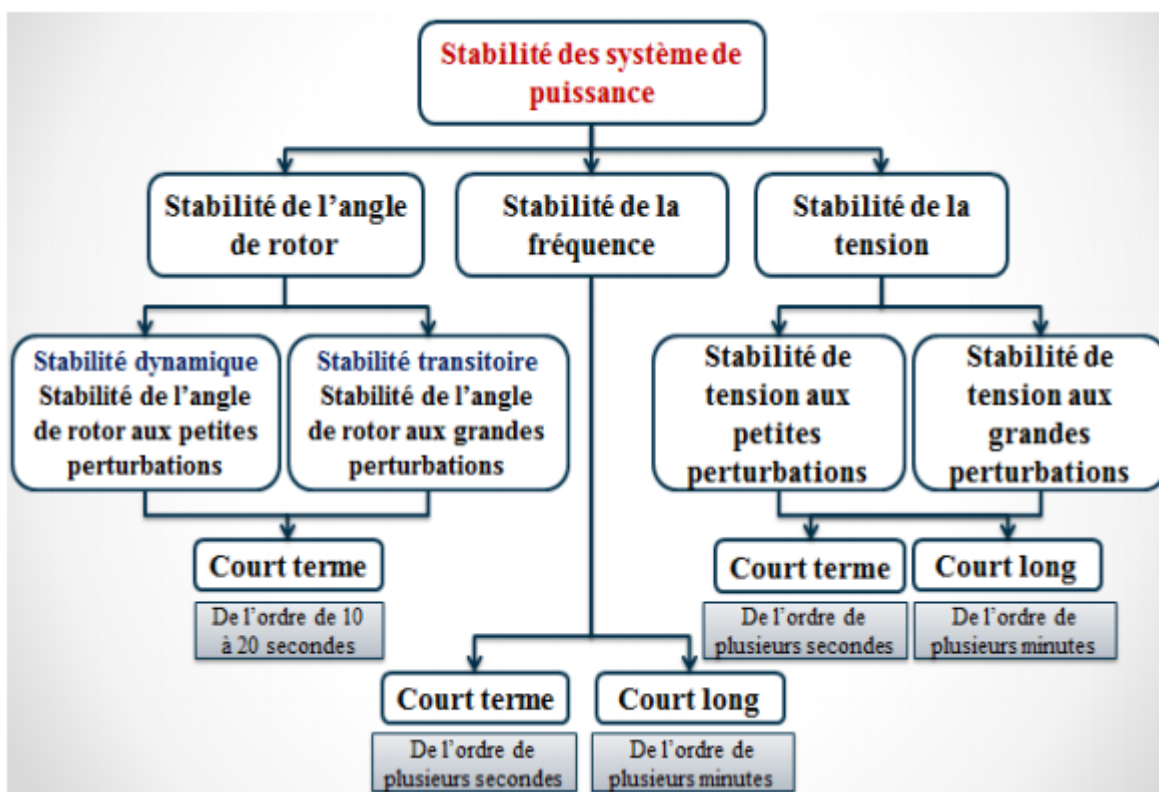 Stabilité des système de
puissance
Stabilité de l'angle
de rotor
Stabilité de la
fréquence
Stabilité de la
tension
Stabilité dynamique
Stabilité de l'angle
de rotor aux petites
perturbations
Stabilité transitoire
Stabilité de l'angle
de rotor aux grandes
perturbations
Stabilité de
tension aux
petites
perturbations
Stabilité de
tension aux
grandes
perturbations
Court terme
De l'ordre de 10
à 20 secondes
Court terme
De l'ordre de
plusieurs secondes
Court long
De l'ordre de
plusieurs minutes
Court terme
De l'ordre de
plusieurs secondes
Court long
De l'ordre de
plusieurs minutes